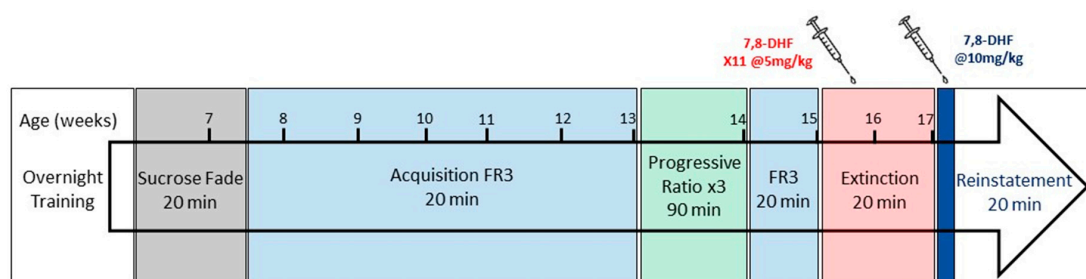 7,8-DHF
X11 @5mg/kg
7,8-DHF
@10mg/kg
Age (weeks)
7
8
9
10
11
12
13
14
15
16
17
Overnight
Training
Sucrose Fade
20 min
Acquisition FR3
20 min
Progressive
Ratio x3
90 min
FR3
20 min
Extinction
20 min
Reinstatement
20 min